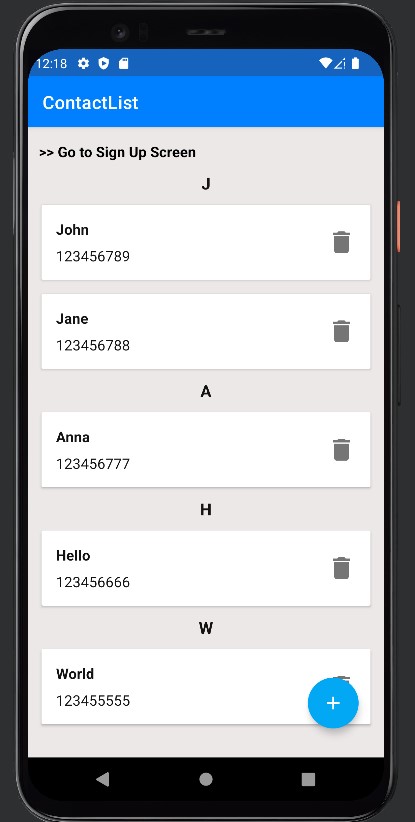 12:18
ContactList
>> Go to Sign Up Screen
J
John
123456789
Jane
123456788
A
Anna
123456777
H
Hello
123456666
W
World
123455555
+